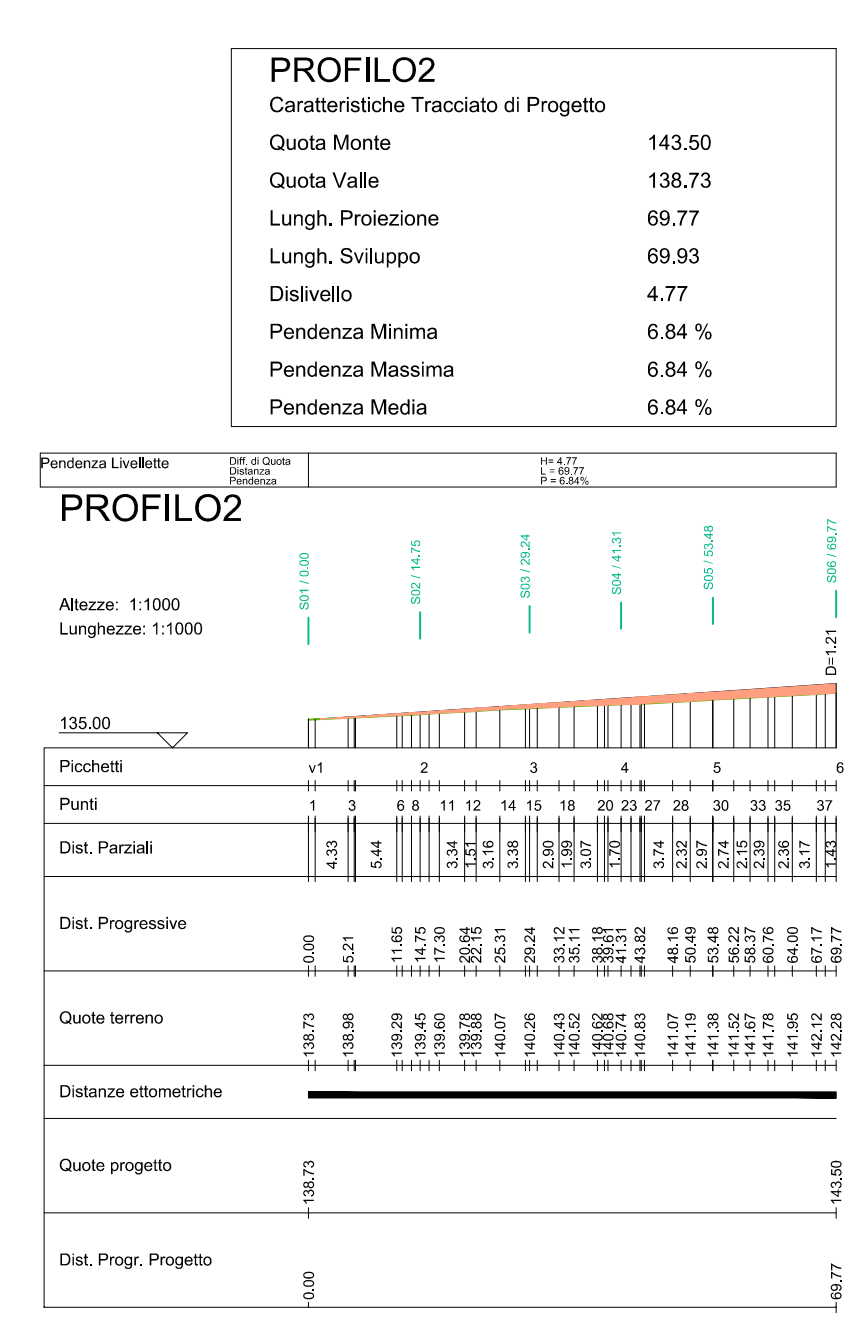 PROFILO2
Caratteristiche Tracciato di Progetto
Quota Monte 143.50
Quota Valle 138.73
Lungh. Proiezione 69.77
Lungh. Sviluppo 69.93
Dislivello 4.77
Pendenza Minima 6.84 %
Pendenza Massima 6.84 %
Pendenza Media 6.84 %
Pendenza Livellette
Diff. di Quota
Distanza
Pendenza
H= 4.77
L = 69.77
P = 6.84%
PROFILO2
S01 / 0.00
S02 / 14.75
S03 / 29.24
S04 / 41.31
S05 / 53.48
S06 / 69.77
Altezze: 1:1000
Lunghezze: 1:1000
D=1.21
135.00
Picchetti v1 2 3 4 5 6
Punti 1 3 6 8 11 12 14 15 18 20 23 27 28 30 33 35 37
Dist. Parziali 4.33 5.44 3.34 1.51 3.16 3.38 2.90 1.99 3.07 1.70 3.74 2.32 2.97 2.74 2.15 2.39 2.36 3.17 1.43
Dist. Progressive 0.00 5.21 11.65 14.75 17.30 20.64 22.15 25.31 29.24 33.12 35.11 38.18 39.61 41.31 43.82 48.16 50.49 53.48 56.22 58.37 60.76 64.00 67.17 69.77
Quote terreno 138.73 138.98 139.29 139.45 139.60 139.78 139.88 140.07 140.26 140.43 140.52 140.62 140.68 140.74 140.83 141.07 141.19 141.38 141.52 141.67 141.78 141.95 142.12 142.28
Distanze ettometriche
Quote progetto 138.73 143.50
Dist. Progr. Progetto 0.00 69.77